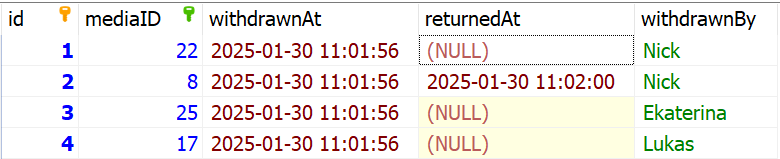 id mediaID withdrawnAt returnedAt withdrawnBy
1 22 2025-01-30 11:01:56 (NULL) Nick
2 8 2025-01-30 11:01:56 2025-01-30 11:02:00 Nick
3 25 2025-01-30 11:01:56 (NULL) Ekaterina
4 17 2025-01-30 11:01:56 (NULL) Lukas